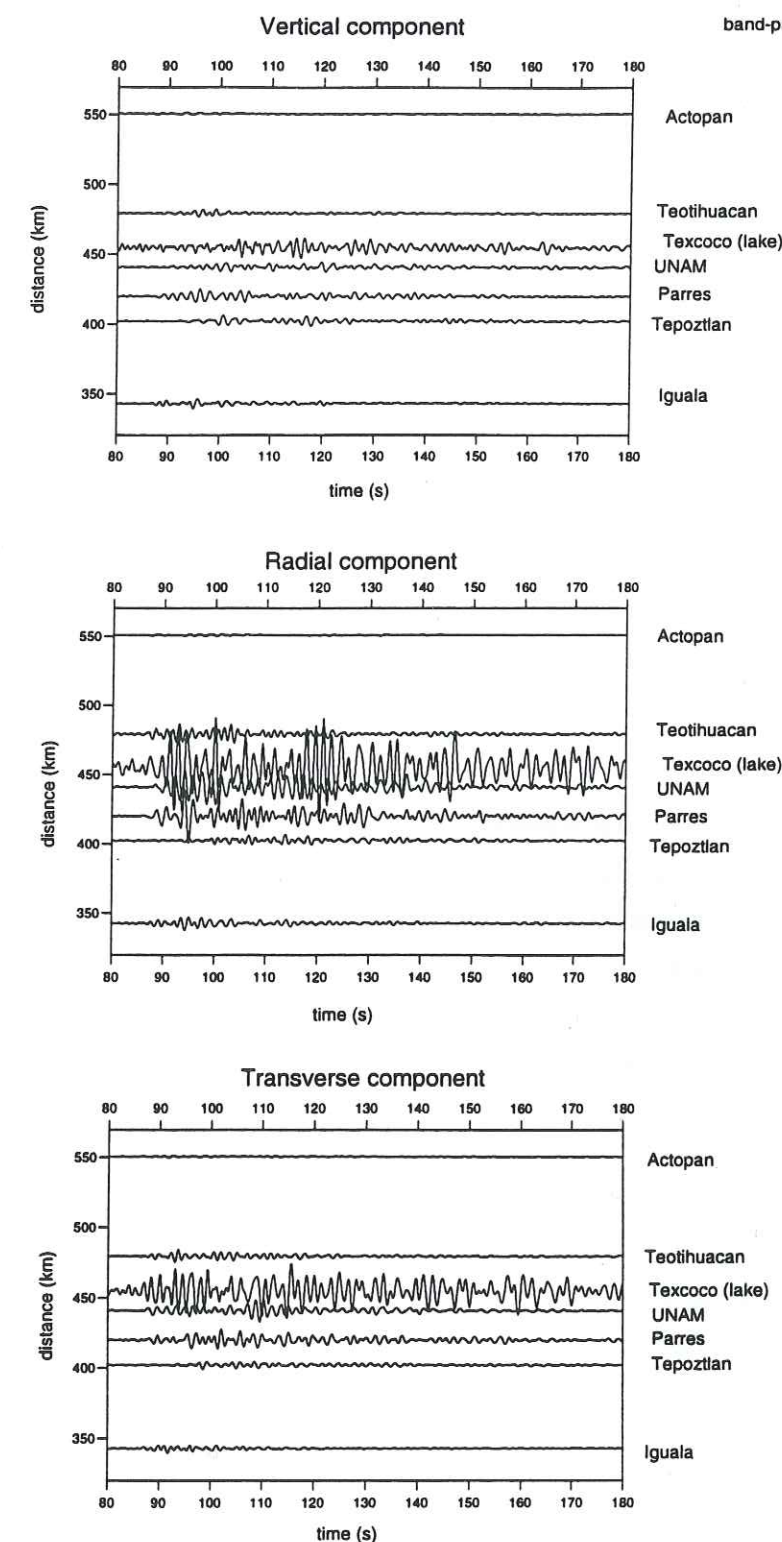 Vertical component
band-p
80 90 100 110 120 130 140 150 160 170 180
550
Actopan
500
Teotihuacan
Texcoco (lake)
450
UNAM
Parres
400
Tepoztlan
350
Iguala
distance (km)
80 90 100 110 120 130 140 150 160 170 180
time (s)
Radial component
80 90 100 110 120 130 140 150 160 170 180
550
Actopan
500
Teotihuacan
Texcoco (lake)
450
UNAM
Parres
400
Tepoztlan
350
Iguala
distance (km)
80 90 100 110 120 130 140 150 160 170 180
time (s)
Transverse component
80 90 100 110 120 130 140 150 160 170 180
550
Actopan
500
Teotihuacan
Texcoco (lake)
450
UNAM
Parres
400
Tepoztlan
350
Iguala
distance (km)
80 90 100 110 120 130 140 150 160 170 180
time (s)